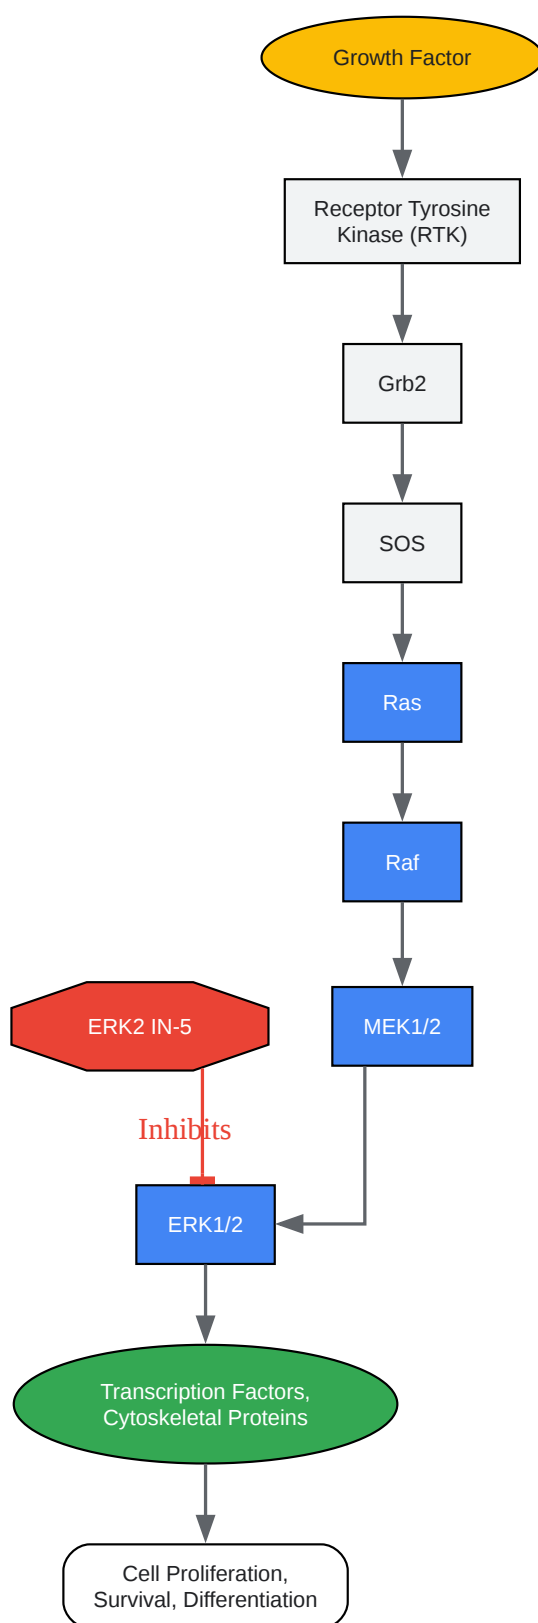 Growth Factor
Receptor Tyrosine
Kinase (RTK)
Grb2
SOS
Ras
Raf
ERK2 IN-5
MEK1/2
Inhibits
ERK1/2
Transcription Factors,
Cytoskeletal Proteins
Cell Proliferation,
Survival, Differentiation